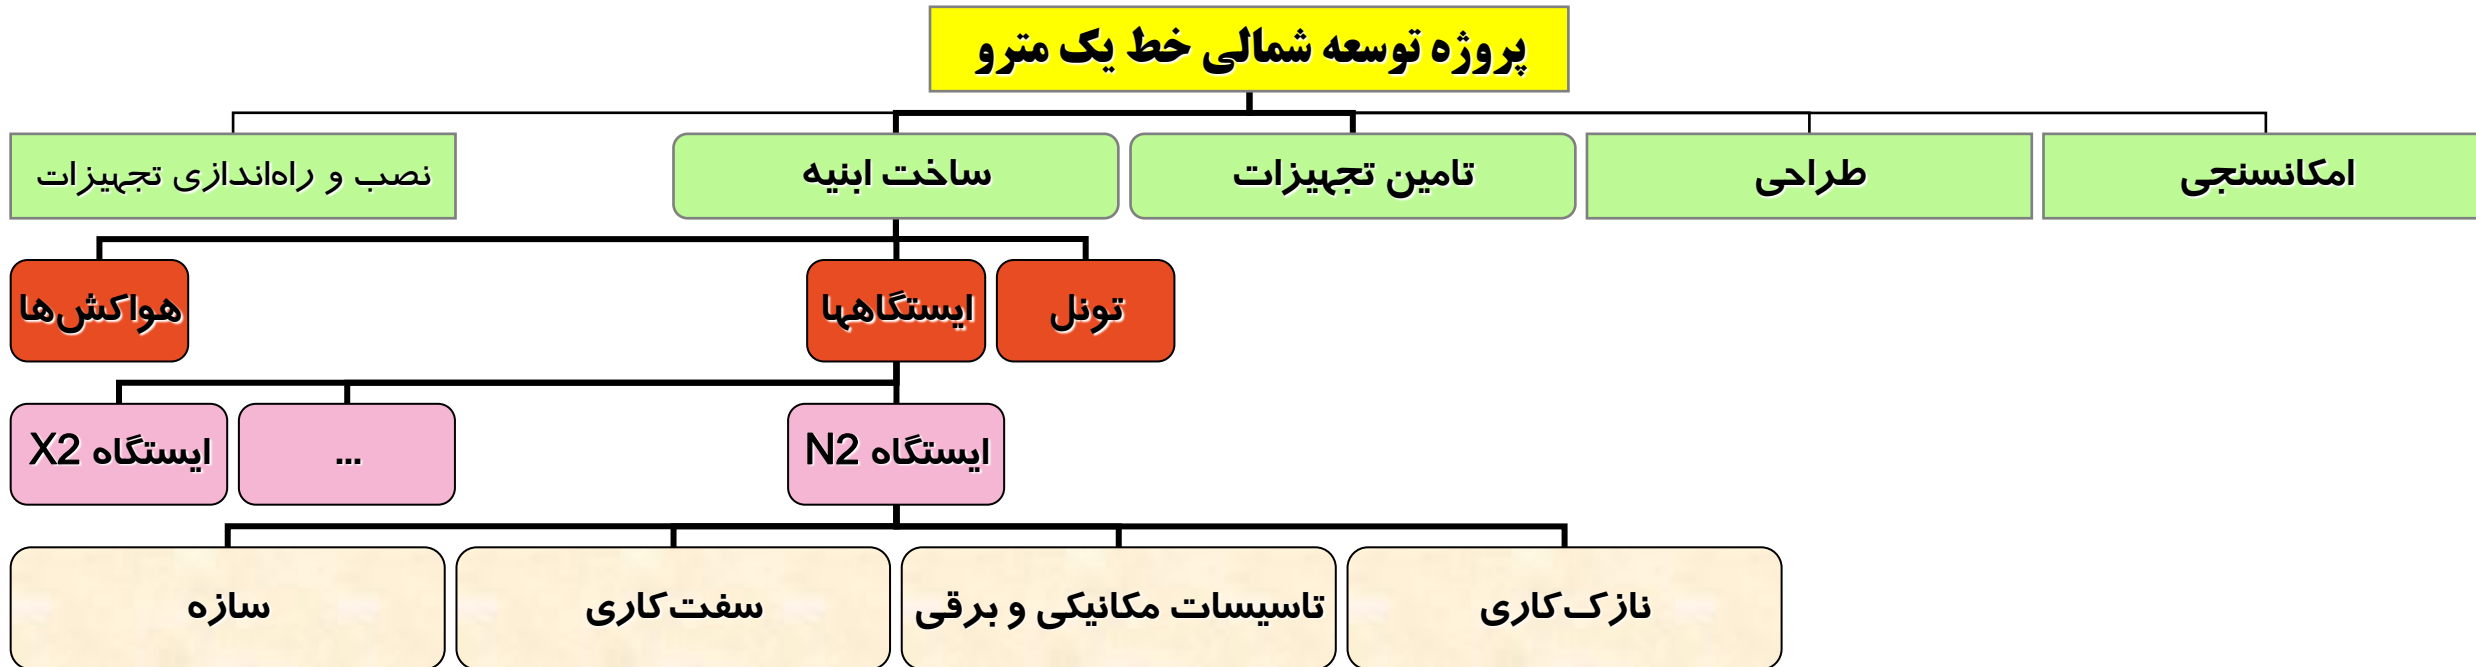 پروژه توسعه شمالی خط یک مترو
امکانسنجی
طراحی
تامین تجهیزات
ساخت ابنیه
نصب و راه‌اندازی تجهیزات
تونل
ایستگاهها
هواکش‌ها
ایستگاه N2
...
ایستگاه X2
نازک‌کاری
تاسیسات مکانیکی و برقی
سفت‌کاری
سازه